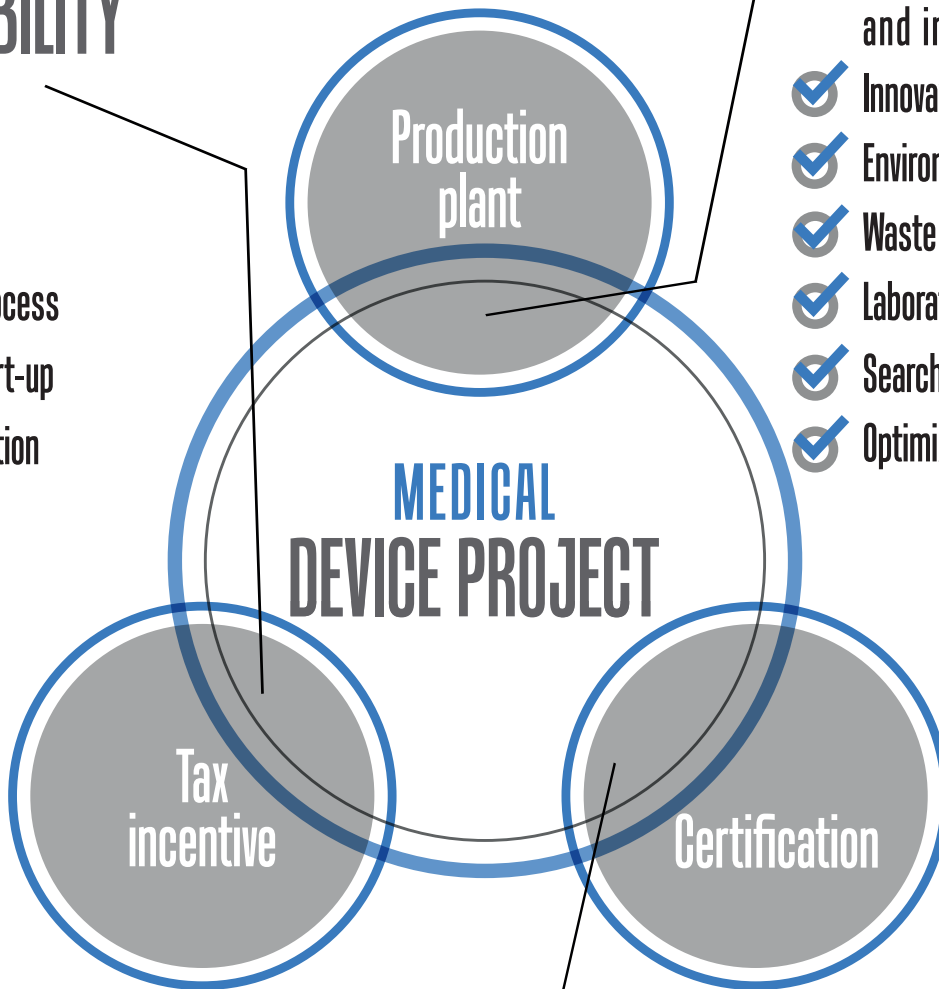 BILITY
and i
Innova
Environ
Waste
Labora
Search
Optimi
ocess
rt-up
tion
Production
plant
MEDICAL
DEVICE PROJECT
Tax
incentive
Certification